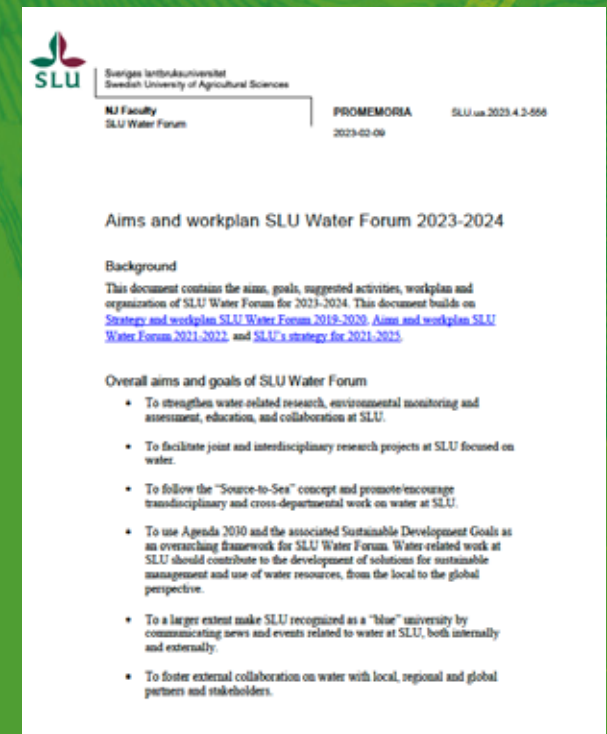 SLU
Sveriges lantbruksuniversitet
Swedish University of Agricultural Sciences
NJ Faculty
SLU Water Forum
PROMEMORIA
SLU.ua.2023.4.2-556
2023-02-09
Aims and workplan SLU Water Forum 2023-2024
Background
This document contains the aims, goals, suggested activities, workplan and
organization of SLU Water Forum for 2023-2024. This document builds on
Strategy and workplan SLU Water Forum 2019-2020, Aims and workplan SLU
Water Forum 2021-2022, and SLU's strategy for 2021-2025.
Overall aims and goals of SLU Water Forum
• To strengthen water-related research, environmental monitoring and
assessment, education, and collaboration at SLU.
• To facilitate joint and interdisciplinary research projects at SLU focused on
water.
• To follow the “Source-to-Sea” concept and promote/encourage
transdisciplinary and cross-departmental work on water at SLU.
• To use Agenda 2030 and the associated Sustainable Development Goals as
an overarching framework for SLU Water Forum. Water-related work at
SLU should contribute to the development of solutions for sustainable
management and use of water resources, from the local to the global
perspective.
• To a larger extent make SLU recognized as a “blue” university by
communicating news and events related to water at SLU, both internally
and externally.
• To foster external collaboration on water with local, regional and global
partners and stakeholders.